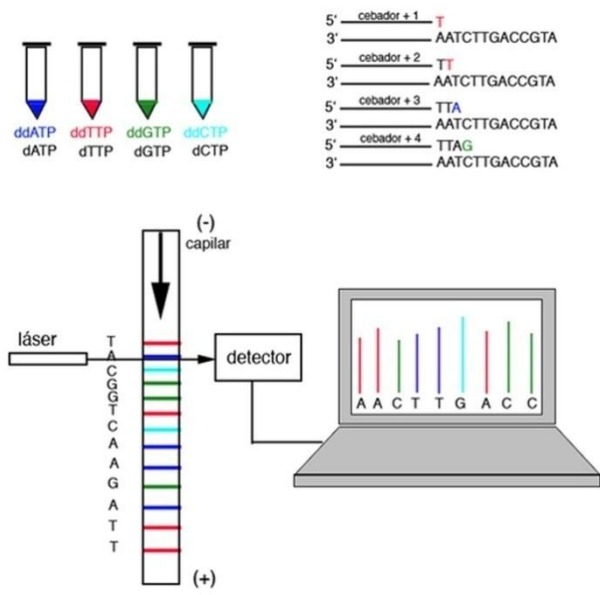 ddATP ddTTP ddGTP ddCTP
dATP dTTP dGTP dCTP
5' cebador + 1 T
3' AATCTTGACCGTA
5' cebador + 2 TT
3' AATCTTGACCGTA
5' cebador + 3 TTA
3' AATCTTGACCGTA
5' cebador + 4 TTAG
3' AATCTTGACCGTA
(-)
capilar
láser
T
A
C
G
G
T
C
A
A
G
A
T
T
detector
A A C T T G A C C
(+)